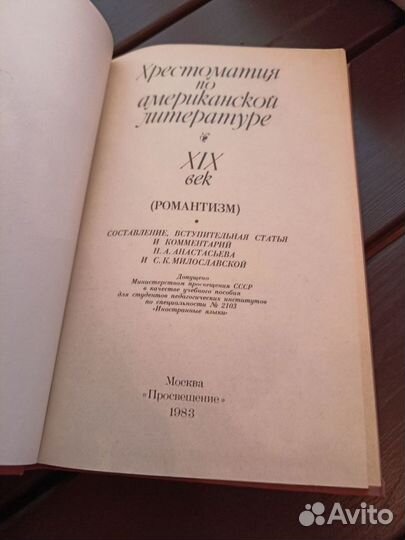 Хрестоматия
по
американской
литературе
XIX
век
(РОМАНТИЗМ)
СОСТАВЛЕНИЕ, ВСТУПИТЕЛЬНАЯ СТАТЬЯ
И КОММЕНТАРИЙ
Н. А. АНАСТАСЬЕВА
И С. К. МИЛОСЛАВСКОЙ
Допущено
Министерством просвещения СССР
в качестве учебного пособия
для студентов педагогических институтов
по специальности № 2103
«Иностранные языки»
Москва
«Просвещение»
1983
Avito